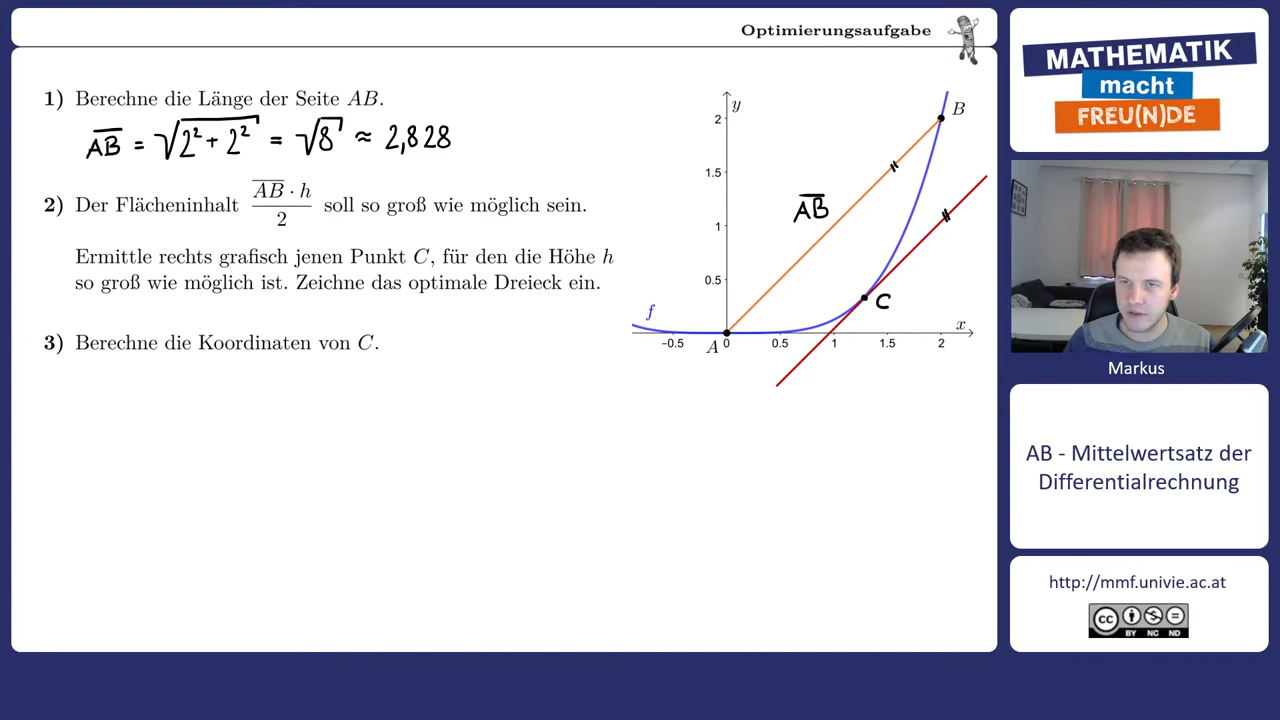 Optimierungsaufgabe
1) Berechne die Länge der Seite AB.
AB = √2² + 2² = √8 ≈ 2,828
2) Der Flächeninhalt AB · h / 2 soll so groß wie möglich sein.
Ermittle rechts grafisch jenen Punkt C, für den die Höhe h
so groß wie möglich ist. Zeichne das optimale Dreieck ein.
3) Berechne die Koordinaten von C.
y
B
2
1.5
AB
1
0.5
C
f
x
A
−0.5 0 0.5 1 1.5 2
MATHEMATIK
macht
FREU(N)DE
Markus
AB - Mittelwertsatz der
Differentialrechnung
http://mmf.univie.ac.at
cc
BY NC ND